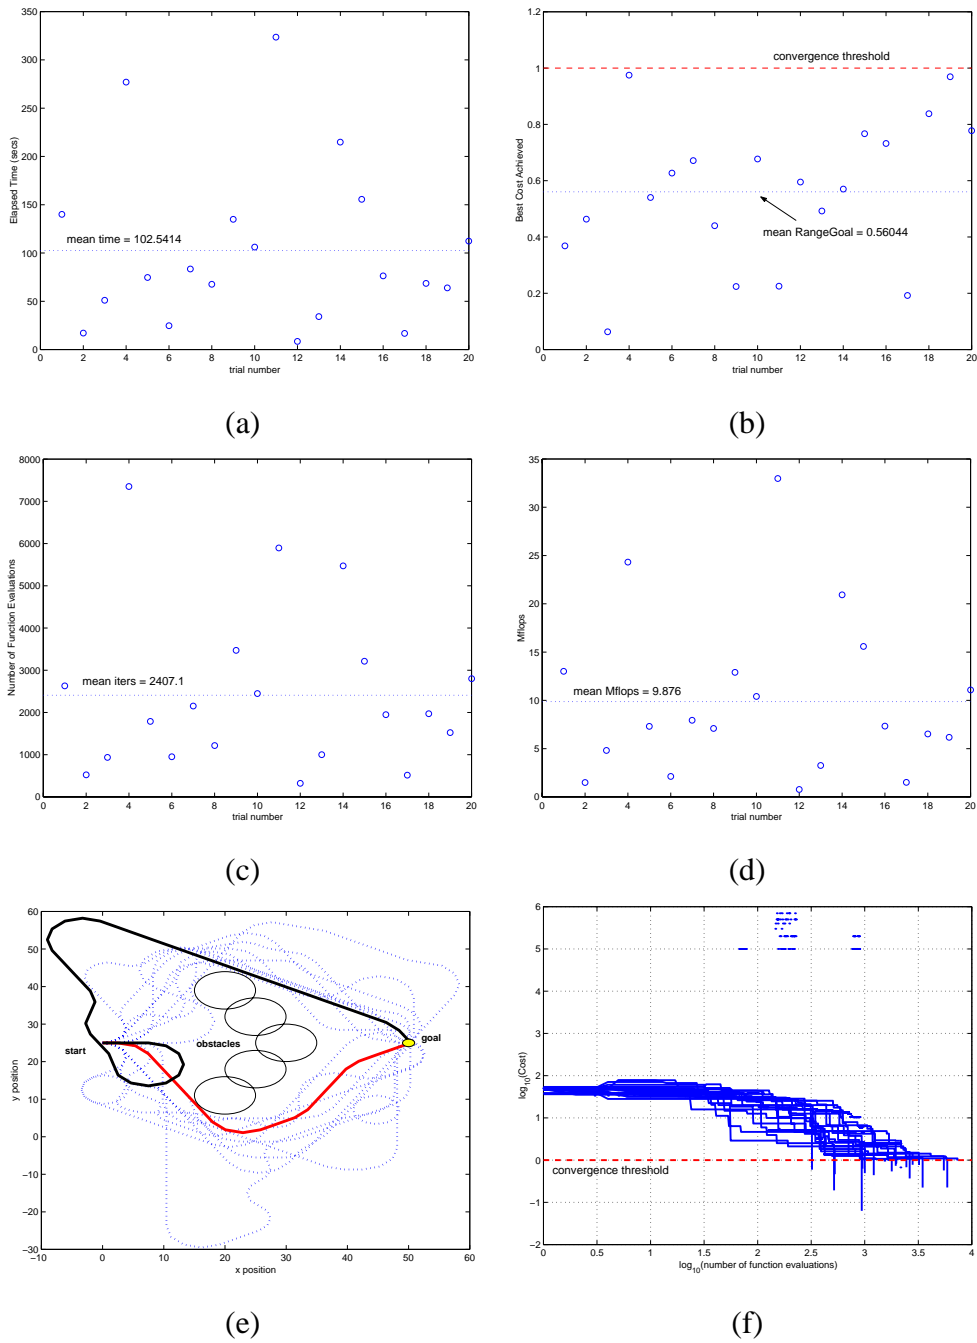 350
300
250
200
150
100
50
0
0 2 4 6 8 10 12 14 16 18 20
Elapsed Time (secs)
mean time = 102.5414
trial number
(a)
1.2
1
0.8
0.6
0.4
0.2
0
0 2 4 6 8 10 12 14 16 18 20
Best Cost Achieved
convergence threshold
mean RangeGoal = 0.56044
trial number
(b)
8000
7000
6000
5000
4000
3000
2000
1000
0
0 2 4 6 8 10 12 14 16 18 20
Number of Function Evaluations
mean iters = 2407.1
trial number
(c)
35
30
25
20
15
10
5
0
0 2 4 6 8 10 12 14 16 18 20
Mflops
mean Mflops = 9.876
trial number
(d)
60
50
40
30
20
10
0
−10
−20
−30
−10 0 10 20 30 40 50 60
y position
start
obstacles
goal
x position
(e)
6
5
4
3
2
1
0
−1
−2
0 0.5 1 1.5 2 2.5 3 3.5 4
log10(Cost)
convergence threshold
log10(number of function evaluations)
(f)